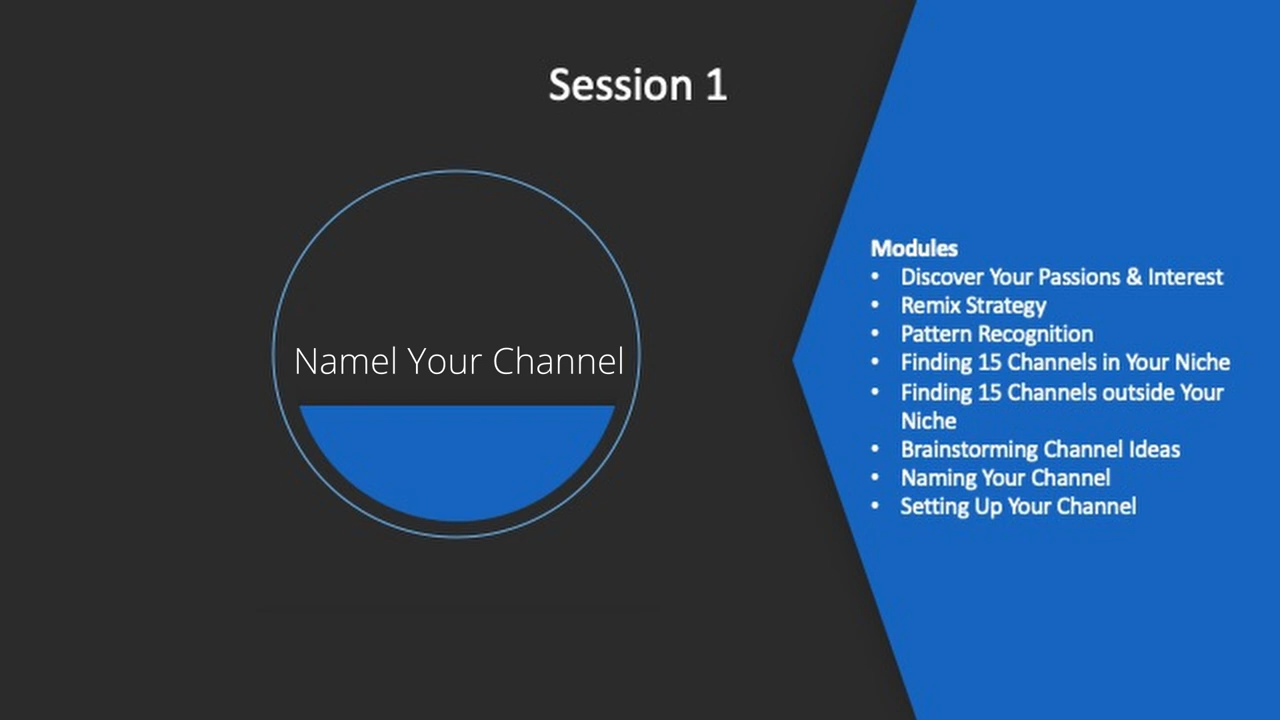 Session 1
Namel Your Channel
Modules
• Discover Your Passions & Interest
• Remix Strategy
• Pattern Recognition
• Finding 15 Channels in Your Niche
• Finding 15 Channels outside Your
Niche
• Brainstorming Channel Ideas
• Naming Your Channel
• Setting Up Your Channel